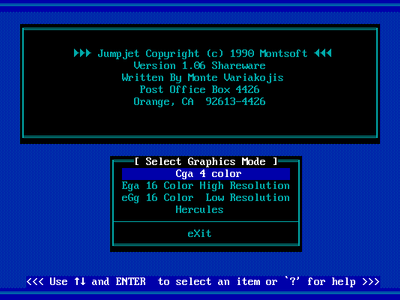 ►►► Jumpjet Copyright (c) 1990 Montsoft ◄◄◄
Version 1.06 Shareware
Written By Monte Variakojis
Post Office Box 4426
Orange, CA  92613-4426
[ Select Graphics Mode ]
Cga 4 color
Ega 16 Color High Resolution
eGg 16 Color  Low Resolution
Hercules
eXit
<<< Use ↑↓ and ENTER  to select an item or `?' for help >>>